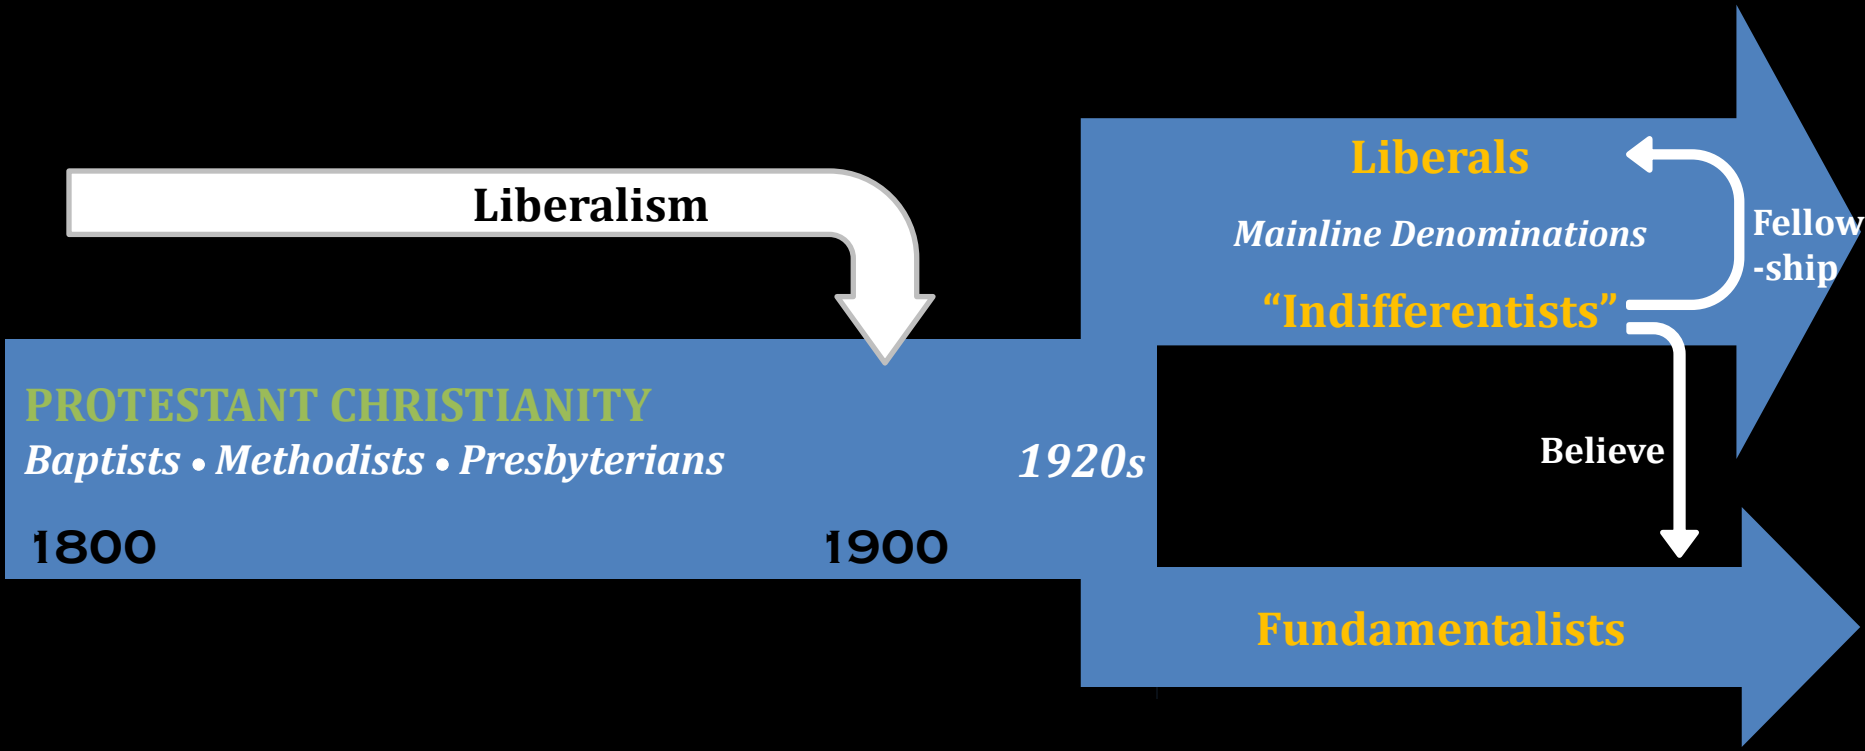 Liberalism
PROTESTANT CHRISTIANITY
Baptists • Methodists • Presbyterians
1800
1900
1920s
Liberals
Mainline Denominations
“Indifferentists”
Fellow
-ship
Believe
Fundamentalists